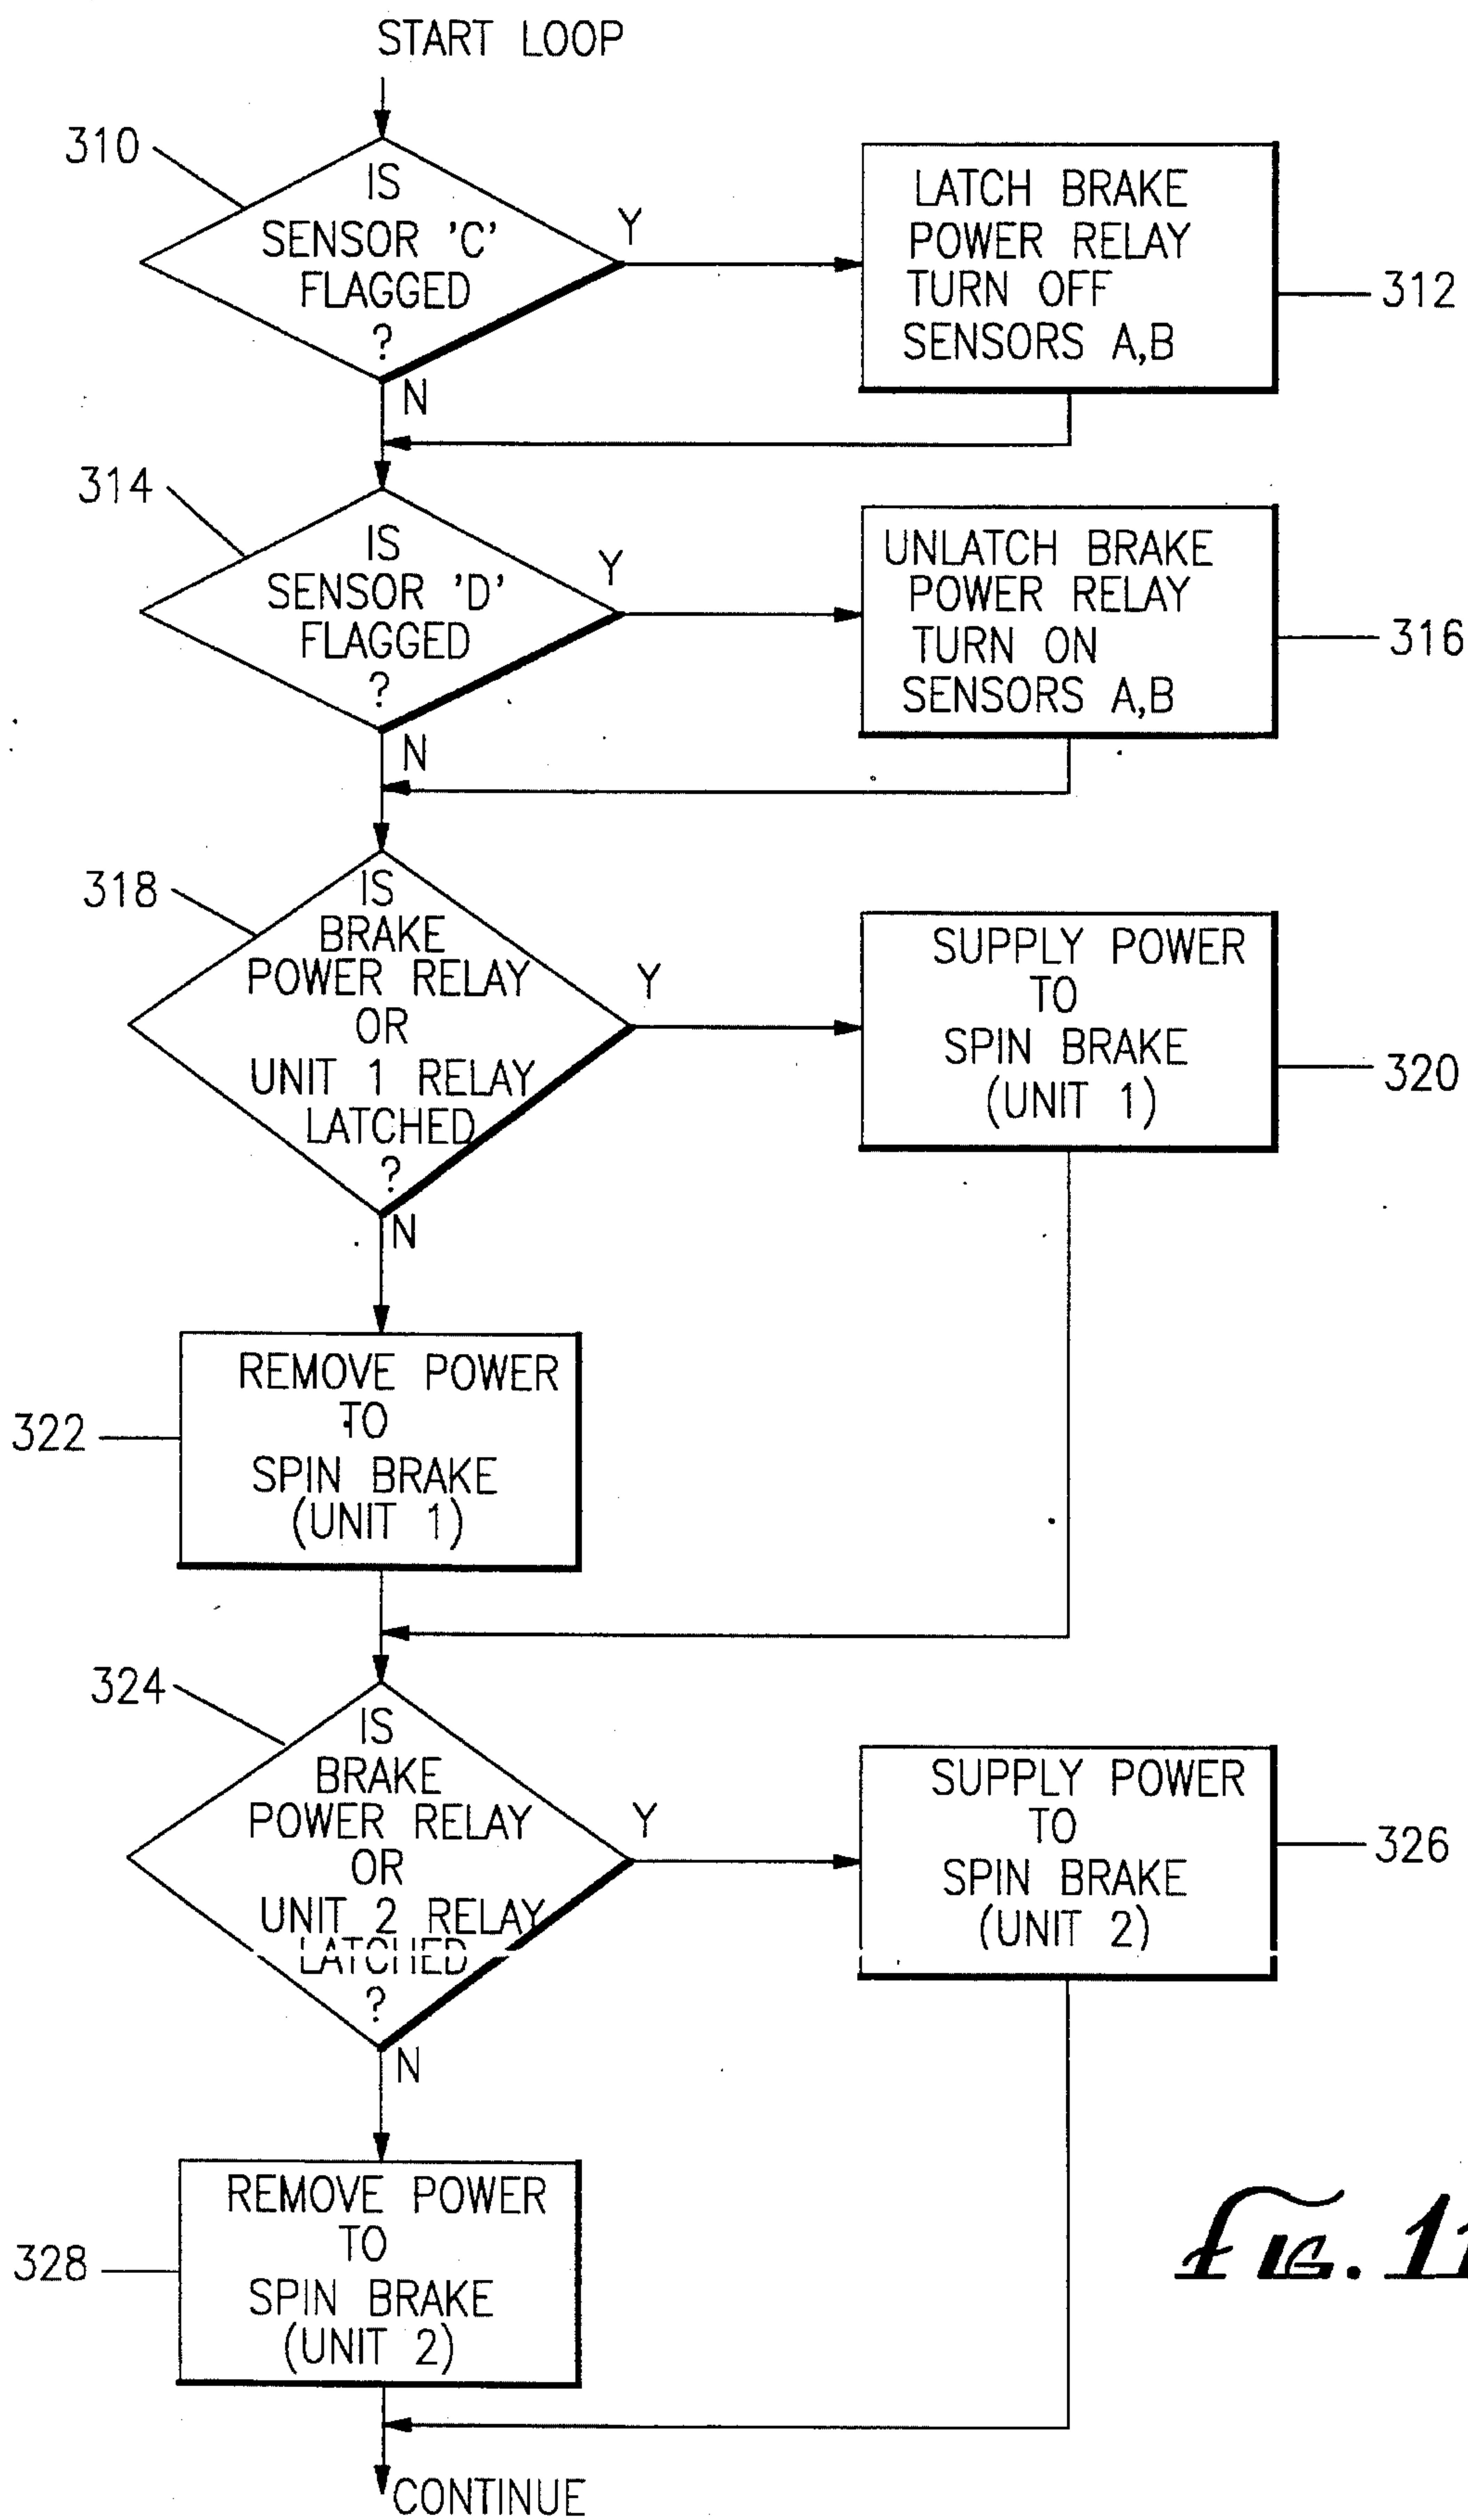 START LOOP
310
IS
SENSOR 'C'
FLAGGED
?
Y
N
LATCH BRAKE
POWER RELAY
TURN OFF
SENSORS A,B
312
314
IS
SENSOR 'D'
FLAGGED
?
Y
N
UNLATCH BRAKE
POWER RELAY
TURN ON
SENSORS A,B
316
318
IS
BRAKE
POWER RELAY
OR
UNIT 1 RELAY
LATCHED
?
Y
N
SUPPLY POWER
TO
SPIN BRAKE
(UNIT 1)
320
322
REMOVE POWER
TO
SPIN BRAKE
(UNIT 1)
324
IS
BRAKE
POWER RELAY
OR
UNIT 2 RELAY
LATCHED
?
Y
N
SUPPLY POWER
TO
SPIN BRAKE
(UNIT 2)
326
328
REMOVE POWER
TO
SPIN BRAKE
(UNIT 2)
FIG. 11
CONTINUE